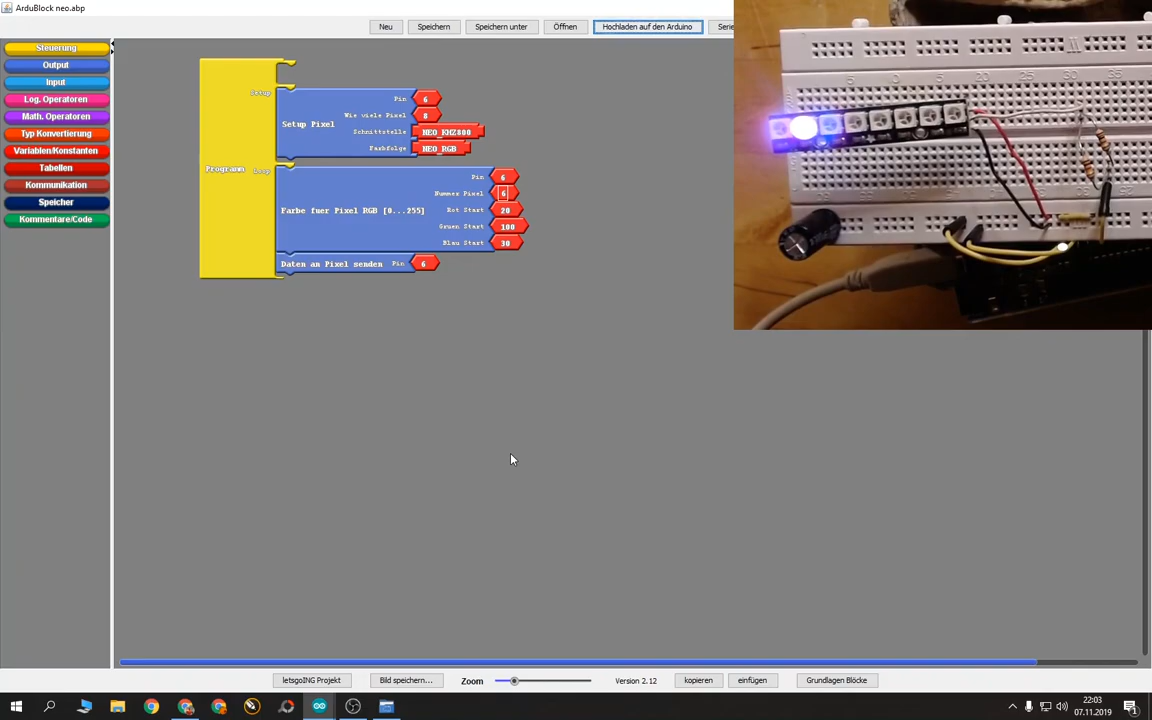 ArduBlock neo.abp
Neu
Speichern
Speichern unter
Öffnen
Hochladen auf den Arduino
Serie
Steuerung
Output
Input
Log. Operatoren
Math. Operatoren
Typ Konvertierung
Variablen/Konstanten
Tabellen
Kommunikation
Speicher
Kommentare/Code
Programm
Setup
Setup Pixel
Pin 6
Wie viele Pixel 8
Schnittstelle NEO_KHZ800
Farbfolge NEO_RGB
Loop
Farbe fuer Pixel RGB [0...255]
Pin 6
Nummer Pixel 6
Rot Start 20
Gruen Start 100
Blau Start 30
Daten an Pixel senden Pin 6
letsgoING Projekt
Bild speichern...
Zoom
Version 2.12
kopieren
einfügen
Grundlagen Blöcke
22:03
07.11.2019